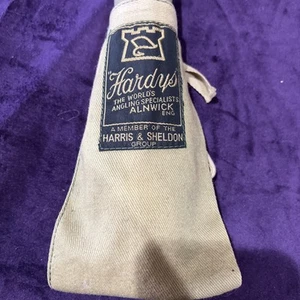 Hardys
THE WORLD'S
ANGLING SPECIALISTS
ALNWICK
ENG.
A MEMBER OF THE
HARRIS & SHELDON
GROUP